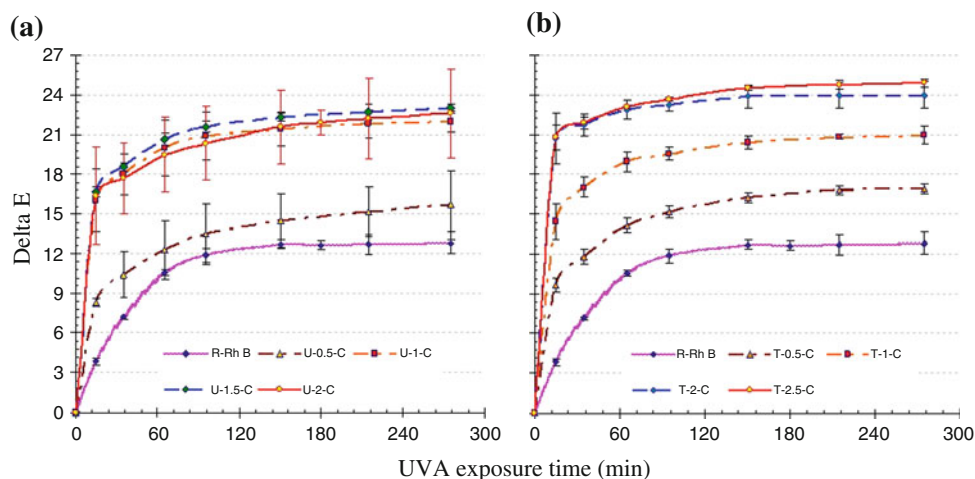 (a)
(b)
27
24
21
18
15
12
9
6
3
0
Delta E
R-Rh B
U-0.5-C
U-1-C
U-1.5-C
U-2-C
0 60 120 180 240 300
R-Rh B
T-0.5-C
T-1-C
T-2-C
T-2.5-C
0 60 120 180 240 300
UVA exposure time (min)